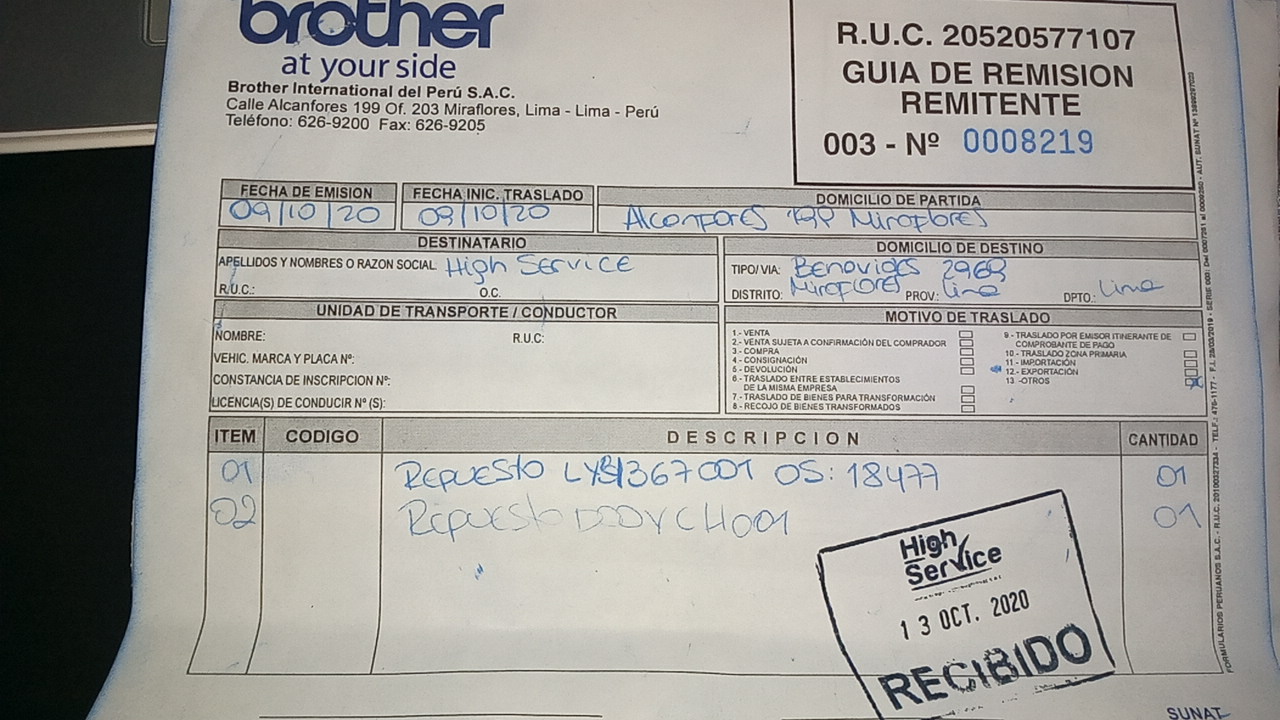 brother
at your side
Brother International del Perú S.A.C.
Calle Alcanfores 199 Of. 203 Miraflores, Lima - Lima - Perú
Teléfono: 626-9200 Fax: 626-9205
R.U.C. 20520577107
GUIA DE REMISION
REMITENTE
003 - Nº 0008219
FECHA DE EMISION
09/10/20
FECHA INIC. TRASLADO
09/10/20
DOMICILIO DE PARTIDA
Alcanfores 199 Miraflores
DESTINATARIO
APELLIDOS Y NOMBRES O RAZON SOCIAL: High Service
R.U.C.: O.C.
DOMICILIO DE DESTINO
TIPO/VIA: Benavides 2969
DISTRITO: Miraflores PROV: Lima DPTO.: Lima
UNIDAD DE TRANSPORTE / CONDUCTOR
NOMBRE: R.U.C:
VEHIC. MARCA Y PLACA Nº:
CONSTANCIA DE INSCRIPCION Nº:
LICENCIA(S) DE CONDUCIR Nº (S):
MOTIVO DE TRASLADO
1.- VENTA
2.- VENTA SUJETA A CONFIRMACIÓN DEL COMPRADOR
3.- COMPRA
4.- CONSIGNACIÓN
5.- DEVOLUCIÓN
6.- TRASLADO ENTRE ESTABLECIMIENTOS
DE LA MISMA EMPRESA
7.- TRASLADO DE BIENES PARA TRANSFORMACIÓN
8.- RECOJO DE BIENES TRANSFORMADOS
9.- TRASLADO POR EMISOR ITINERANTE DE
COMPROBANTE DE PAGO
10.- TRASLADO ZONA PRIMARIA
11.- IMPORTACIÓN
12.- EXPORTACIÓN
13.-OTROS
ITEM CODIGO DESCRIPCION CANTIDAD
01 Repuesto OS: 18477 01
02 Repuesto D00YCH001 01
High
Service
13 OCT. 2020
RECIBIDO
SUNAT
FORMULARIOS PERUANOS S.A.C. - R.U.C. 20100327334 - TELF.: 476-1177